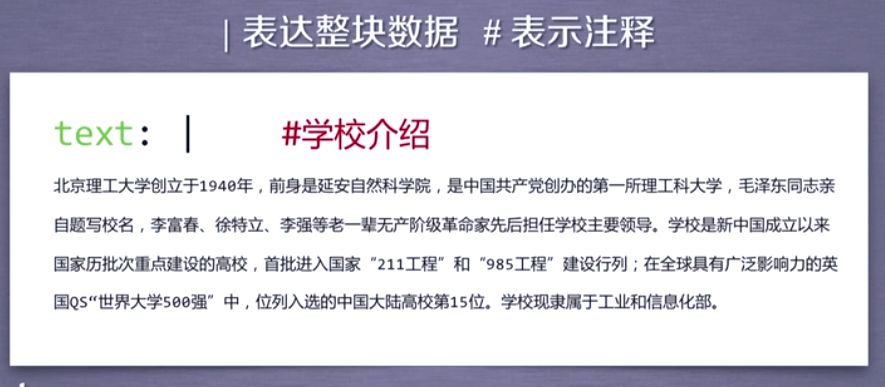 | 表达整块数据 # 表示注释
text: | #学校介绍
北京理工大学创立于1940年，前身是延安自然科学院，是中国共产党创办的第一所理工科大学，毛泽东同志亲
自题写校名，李富春、徐特立、李强等老一辈无产阶级革命家先后担任学校主要领导。学校是新中国成立以来
国家历批次重点建设的高校，首批进入国家“211工程”和“985工程”建设行列；在全球具有广泛影响力的英
国QS“世界大学500强”中，位列入选的中国大陆高校第15位。学校现隶属于工业和信息化部。